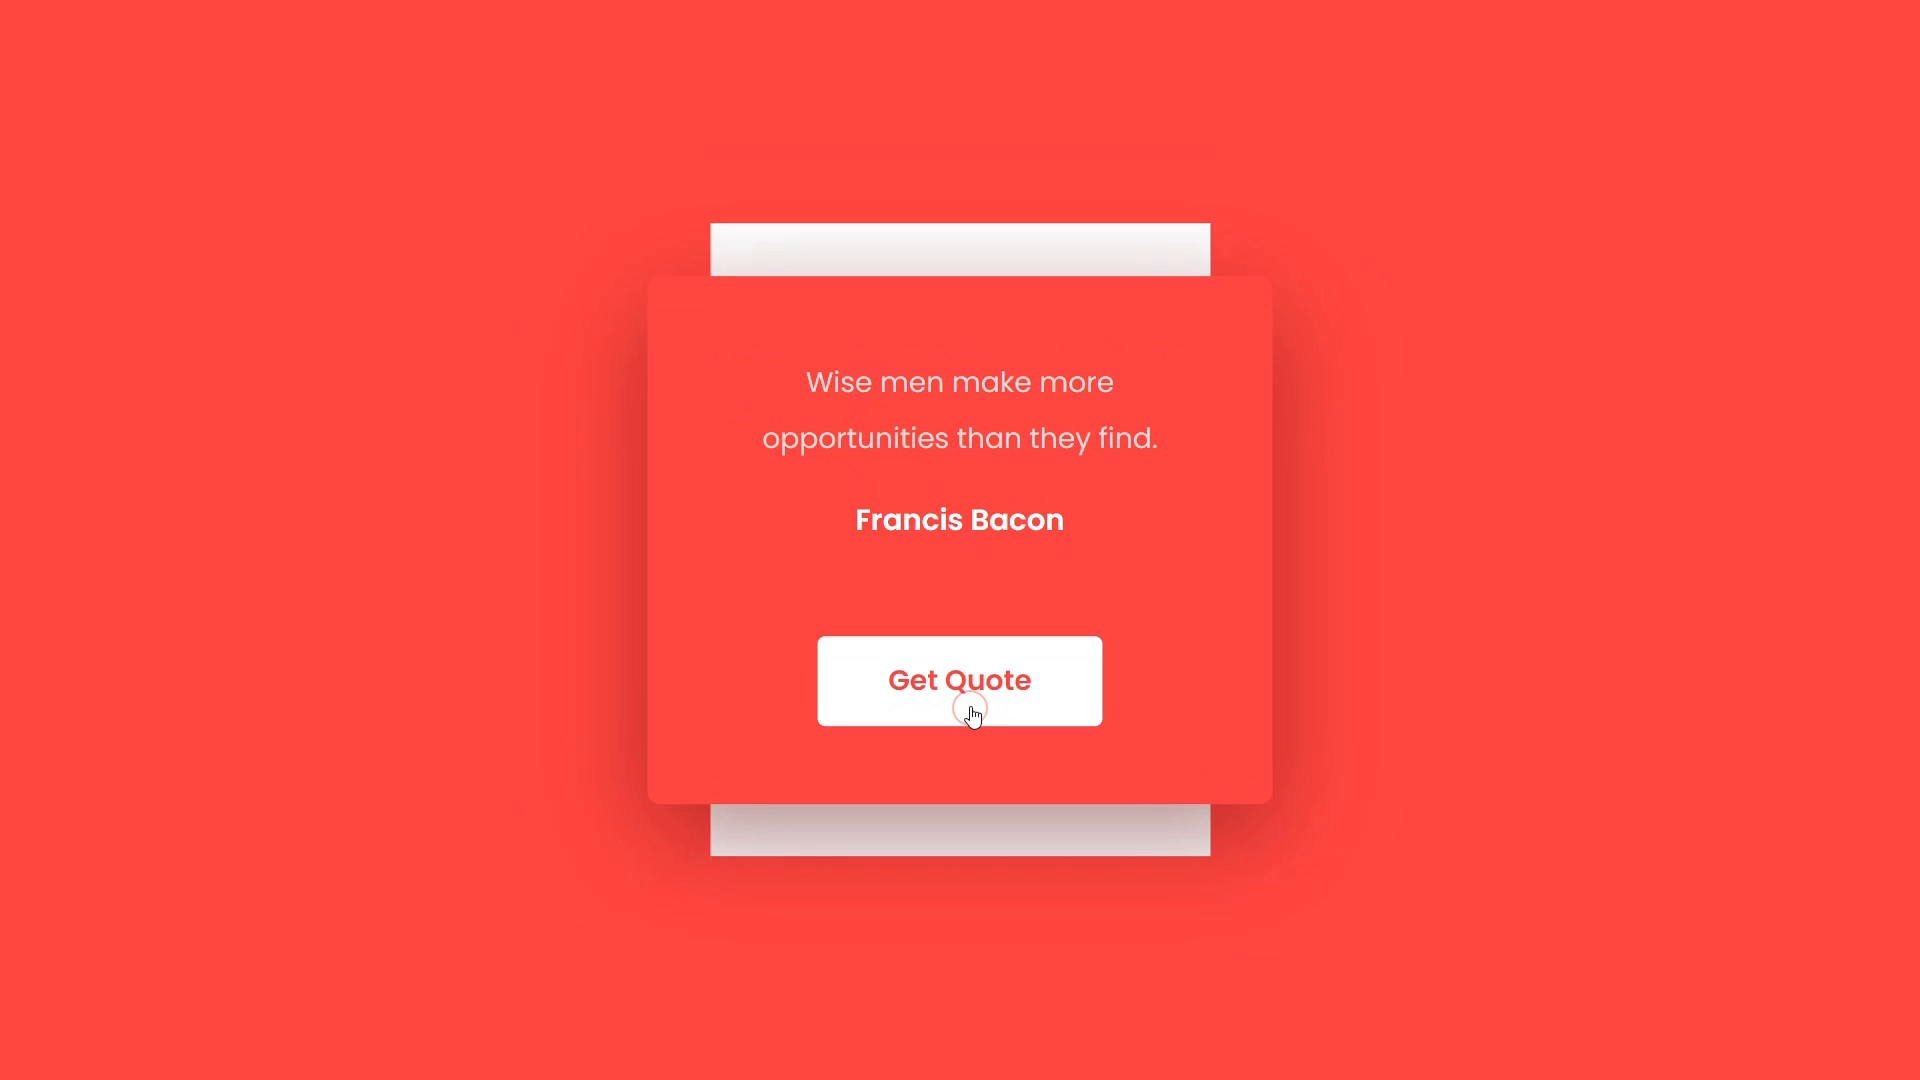 Wise men make more
opportunities than they find.
Francis Bacon
Get Quote